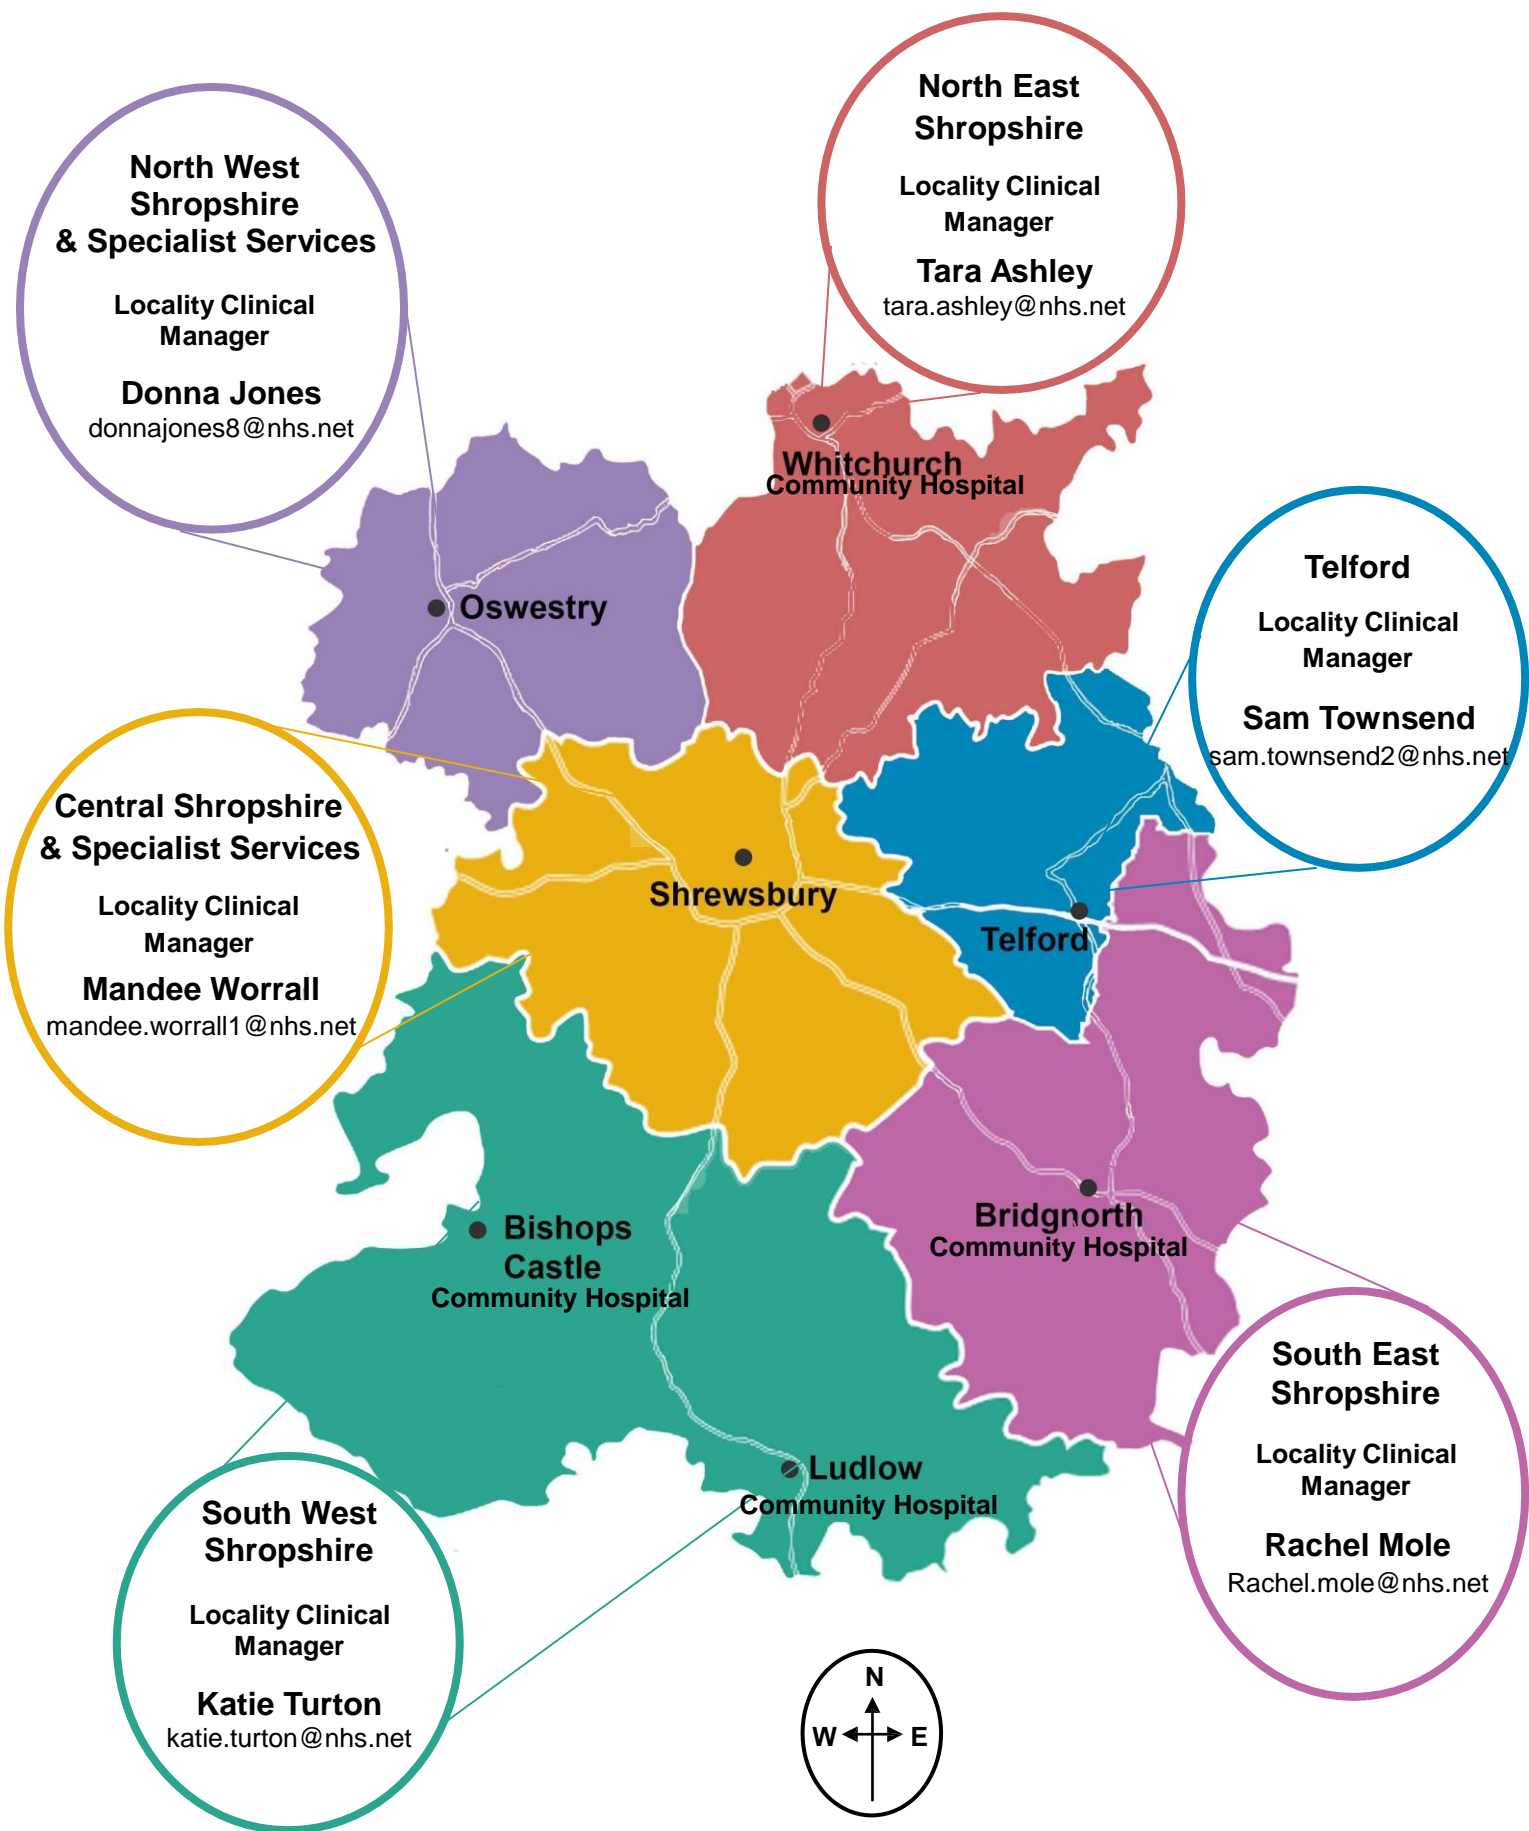 North East
Shropshire
Locality Clinical
Manager
Tara Ashley
tara.ashley@nhs.net
North West
Shropshire
& Specialist Services
Locality Clinical
Manager
Donna Jones
donnajones8@nhs.net
Whitchurch
Community Hospital
Oswestry
Telford
Locality Clinical
Manager
Sam Townsend
sam.townsend2@nhs.net
Central Shropshire
& Specialist Services
Locality Clinical
Manager
Mandee Worrall
mandee.worrall1@nhs.net
Shrewsbury
Telford
Bishops
Castle
Community Hospital
Bridgnorth
Community Hospital
Ludlow
Community Hospital
South East
Shropshire
Locality Clinical
Manager
Rachel Mole
Rachel.mole@nhs.net
South West
Shropshire
Locality Clinical
Manager
Katie Turton
katie.turton@nhs.net
N
W E